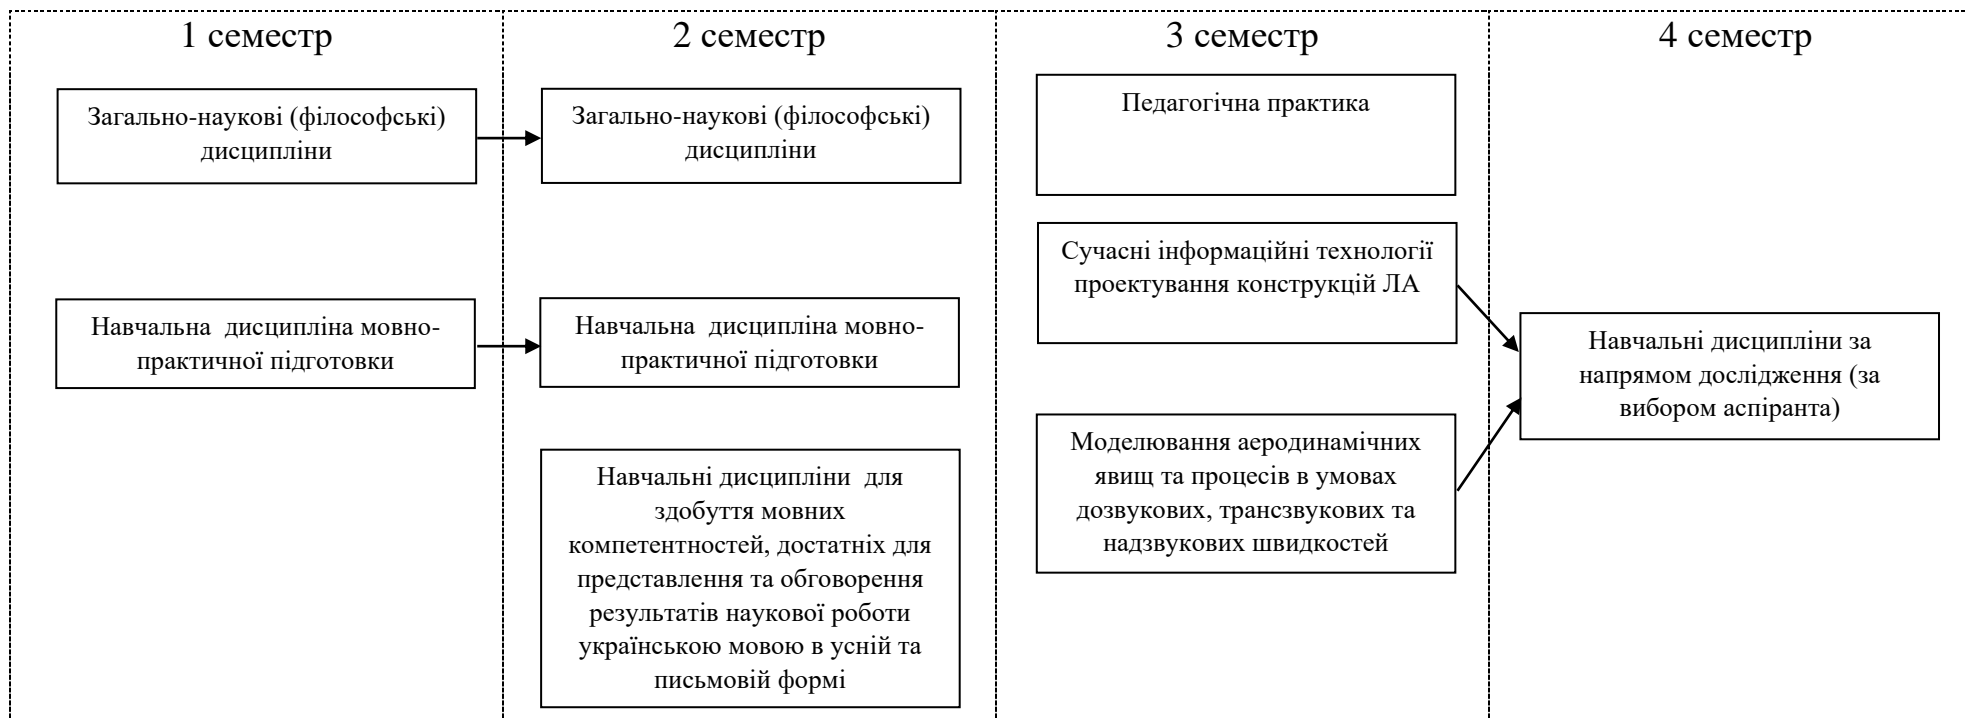 1 семестр
Загально-наукові (філософські)
дисципліни
Навчальна дисципліна мовно-
практичної підготовки
2 семестр
Загально-наукові (філософські)
дисципліни
Навчальна дисципліна мовно-
практичної підготовки
Навчальні дисципліни для
здобуття мовних
компетентностей, достатніх для
представлення та обговорення
результатів наукової роботи
українською мовою в усній та
письмовій формі
3 семестр
Педагогічна практика
Сучасні інформаційні технології
проектування конструкцій ЛА
Моделювання аеродинамічних
явищ та процесів в умовах
дозвукових, трансзвукових та
надзвукових швидкостей
4 семестр
Навчальні дисципліни за
напрямом дослідження (за
вибором аспіранта)